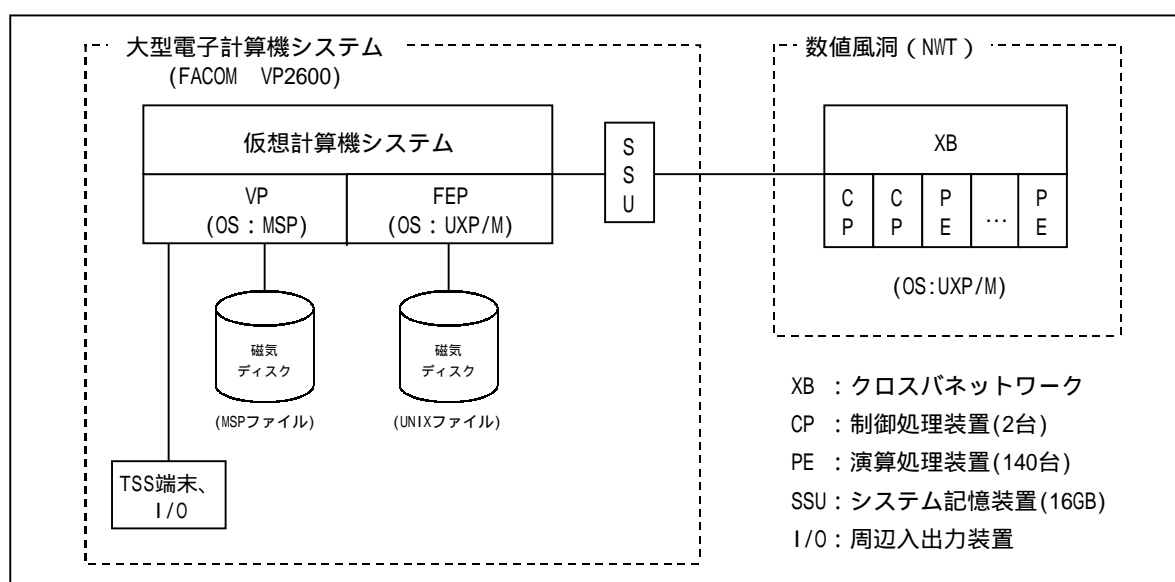 大型電子計算機システム
(FACOM VP2600)
仮想計算機システム
VP
(OS：MSP)
FEP
(OS：UXP/M)
SSU
磁気
ディスク
(MSPファイル)
磁気
ディスク
(UNIXファイル)
TSS端末、
I/O
数値風洞（NWT）
XB
CP
CP
PE
…
PE
(OS:UXP/M)
XB ：クロスバネットワーク
CP ：制御処理装置(2台)
PE ：演算処理装置(140台)
SSU：システム記憶装置(16GB)
I/O：周辺入出力装置